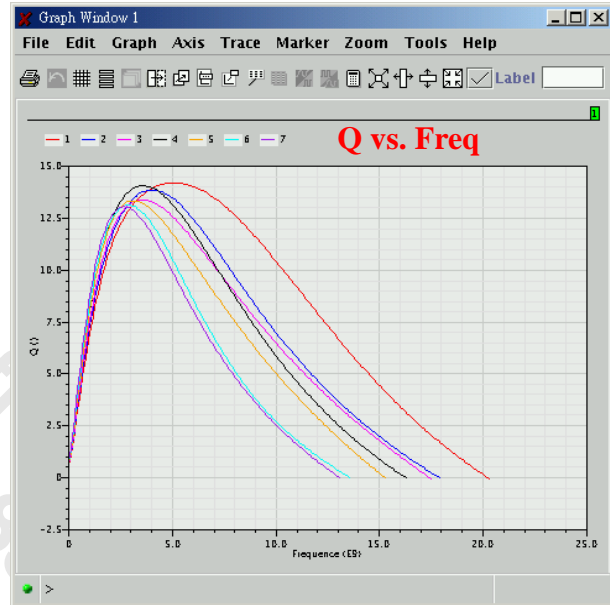 Graph Window 1
File Edit Graph Axis Trace Marker Zoom Tools Help
Label
1
1 2 3 4 5 6 7
Q vs. Freq
15.0
12.5
10.0
7.5
5.0
2.5
0
-2.5
Q ()
0 5.0 10.0 15.0 20.0 25.0
Frequence (E9)
>